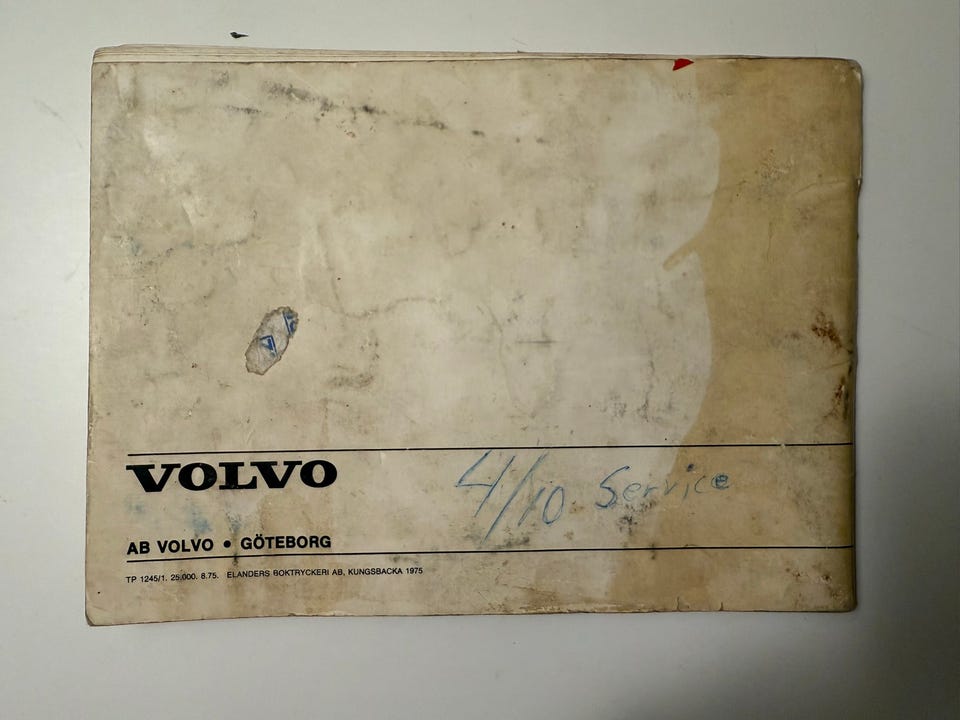 VOLVO
4/10 Service
AB VOLVO • GÖTEBORG
TP 1245/1. 25.000. 8.75. ELANDERS BOKTRYCKERI AB, KUNGSBACKA 1975